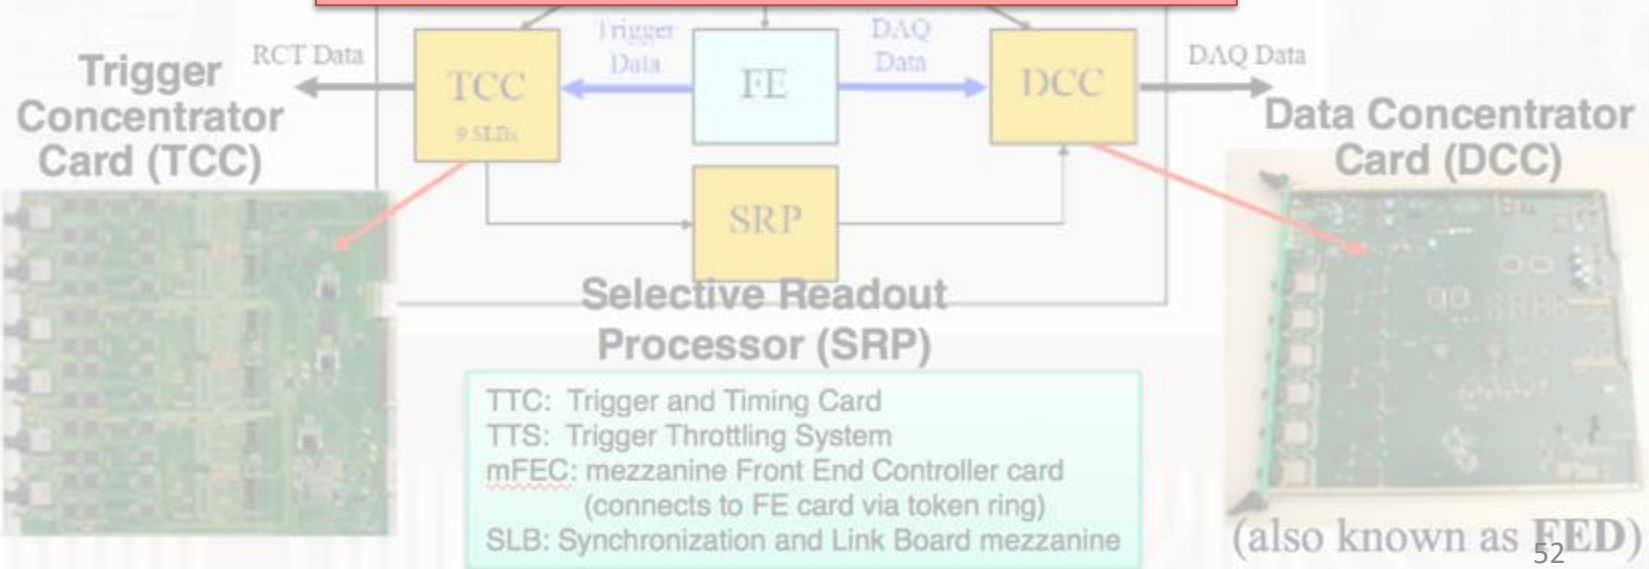 RCT Data
Trigger
Concentrator
Card (TCC)
TCC
9 SLBs
Trigger
Data
FE
DAQ
Data
DCC
DAQ Data
Data Concentrator
Card (DCC)
SRP
Selective Readout
Processor (SRP)
TTC: Trigger and Timing Card
TTS: Trigger Throttling System
mFEC: mezzanine Front End Controller card
(connects to FE card via token ring)
SLB: Synchronization and Link Board mezzanine
(also known as FED)
52